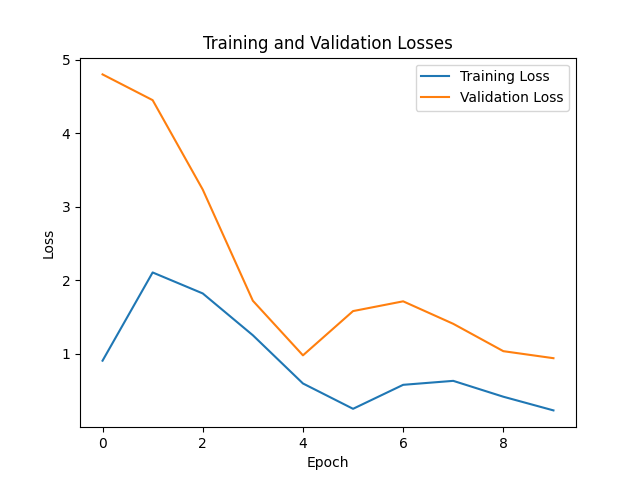 Training and Validation Losses
Training Loss
Validation Loss
5
4
3
2
1
Loss
0 2 4 6 8
Epoch